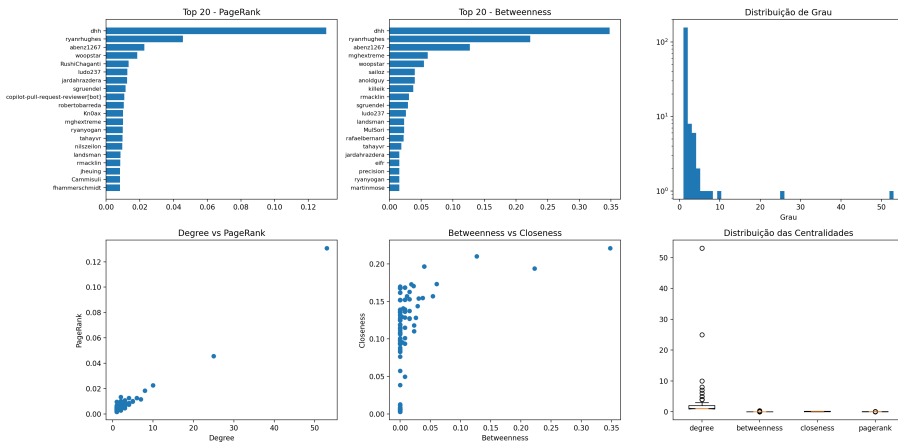 Top 20 - PageRank
dhh
ryanrhughes
abenz1267
woopstar
RushiChaganti
ludo237
jardahrazdera
sgruendel
copilot-pull-request-reviewer[bot]
robertobarreda
Kn0ax
mghextreme
ryanyogan
tahayvr
nilszeilon
landsman
rmacklin
jheuing
Cammisuli
fhammerschmidt
0.00 0.02 0.04 0.06 0.08 0.10 0.12
Top 20 - Betweenness
dhh
ryanrhughes
abenz1267
mghextreme
woopstar
sailoz
anoldguy
killeik
rmacklin
sgruendel
ludo237
landsman
MulSori
rafaelbernard
tahayvr
jardahrazdera
eifr
precision
ryanyogan
martinmose
0.00 0.05 0.10 0.15 0.20 0.25 0.30 0.35
Distribuição de Grau
10²
10¹
10⁰
0 10 20 30 40 50
Grau
Degree vs PageRank
PageRank
0.12
0.10
0.08
0.06
0.04
0.02
0.00
0 10 20 30 40 50
Degree
Betweenness vs Closeness
Closeness
0.20
0.15
0.10
0.05
0.00
0.00 0.05 0.10 0.15 0.20 0.25 0.30 0.35
Betweenness
Distribuição das Centralidades
50
40
30
20
10
0
degree betweenness closeness pagerank